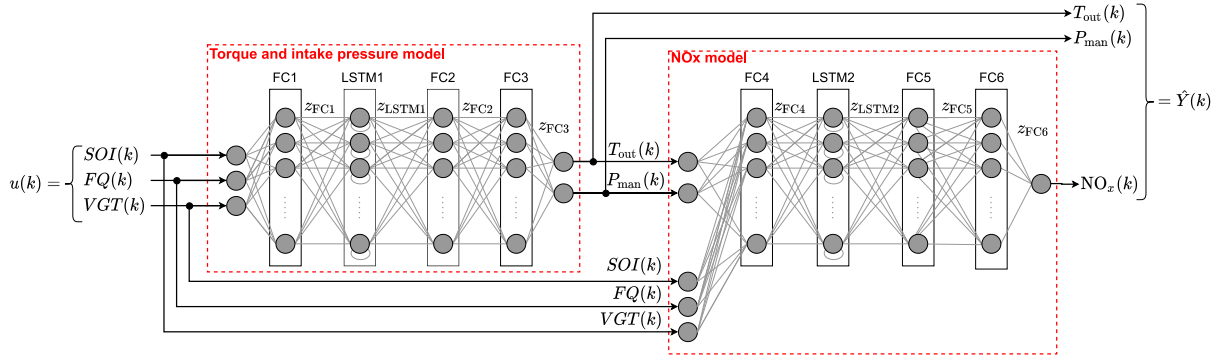 T_out(k)
P_man(k)
= Ŷ(k)
Torque and intake pressure model
NOx model
FC1 LSTM1 FC2 FC3
FC4 LSTM2 FC5 FC6
z_FC1 z_LSTM1 z_FC2 z_FC3
z_FC4 z_LSTM2 z_FC5 z_FC6
u(k) =
SOI(k)
FQ(k)
VGT(k)
T_out(k)
P_man(k)
NO_x(k)
SOI(k)
FQ(k)
VGT(k)